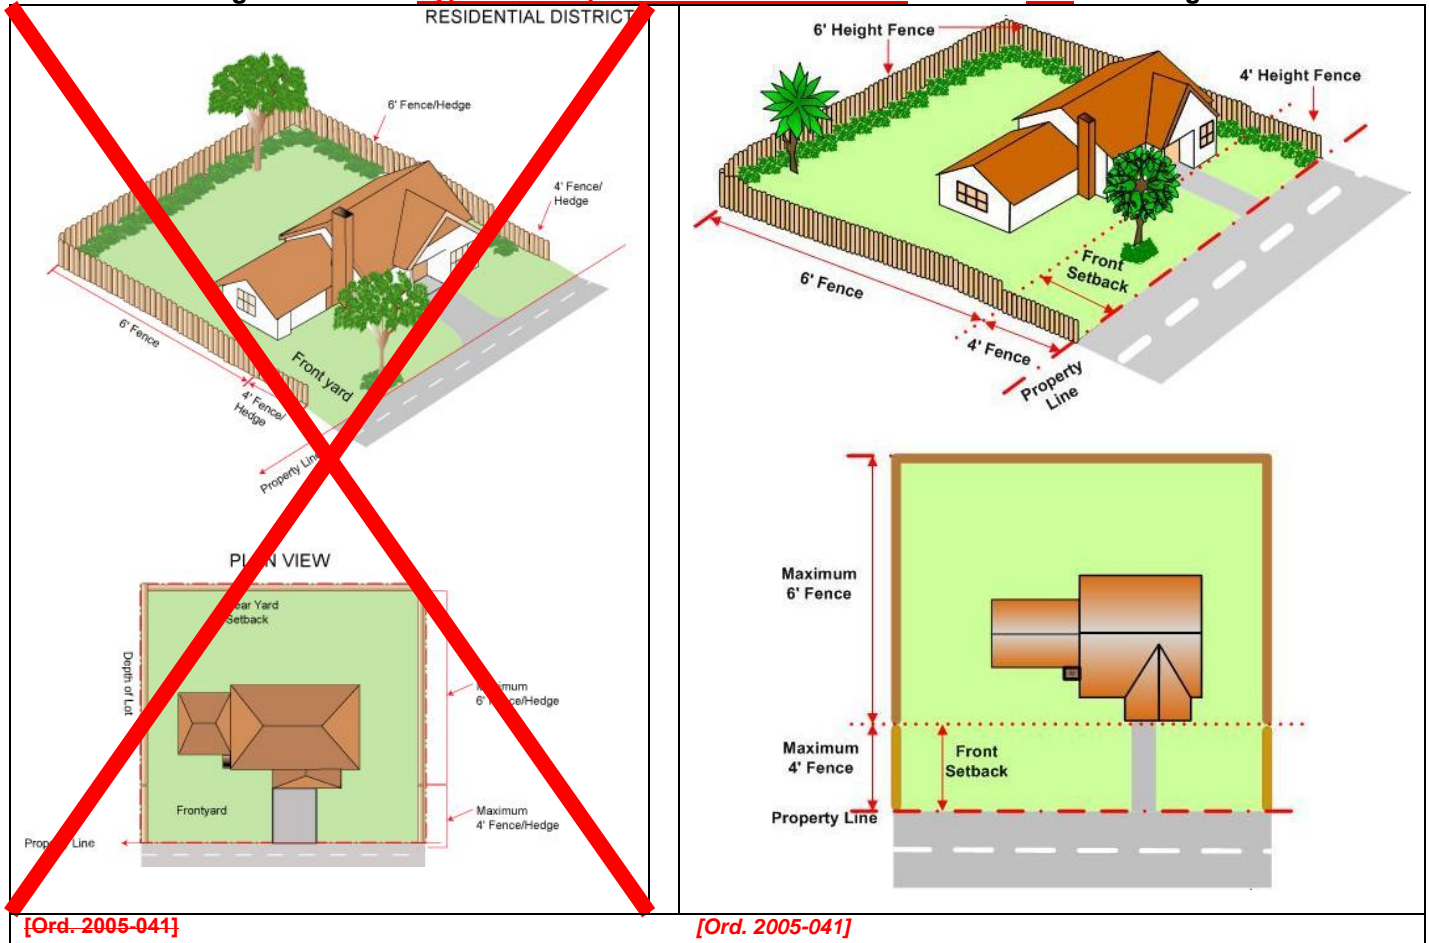 RESIDENTIAL DISTRICT
6' Fence/Hedge
4' Fence/
Hedge
6' Fence
Front yard
4' Fence/
Hedge
Property Line
PLAN VIEW
Rear Yard
Setback
Depth of Lot
Maximum
6' Fence/Hedge
Frontyard
Maximum
4' Fence/Hedge
Property Line
[Ord. 2005-041]
6' Height Fence
4' Height Fence
Front
Setback
6' Fence
4' Fence
Property
Line
Maximum
6' Fence
Maximum
4' Fence
Front
Setback
Property Line
[Ord. 2005-041]